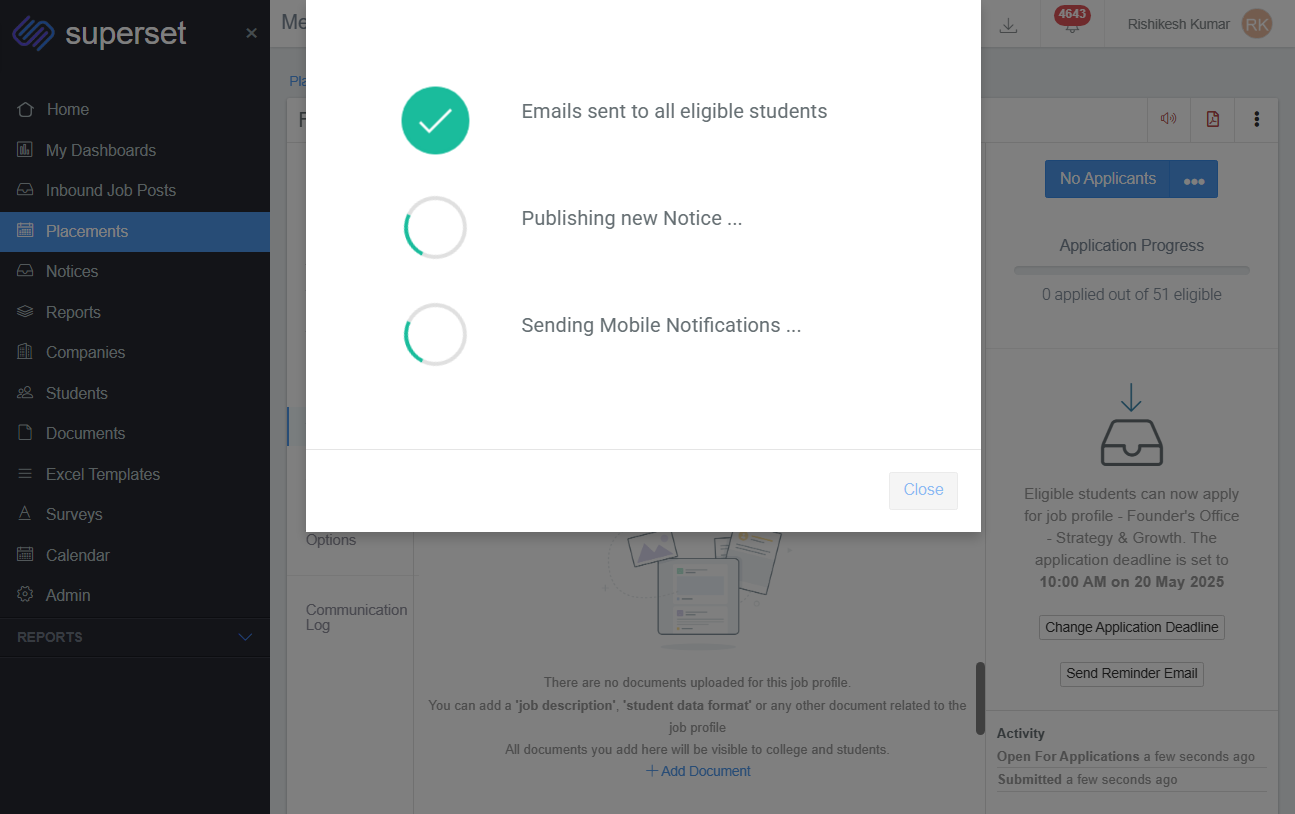 superset
×
Me
4643
Rishikesh Kumar
RK
Home
My Dashboards
Inbound Job Posts
Placements
Notices
Reports
Companies
Students
Documents
Excel Templates
Surveys
Calendar
Admin
REPORTS
Emails sent to all eligible students
Publishing new Notice ...
Sending Mobile Notifications ...
Close
Options
Communication
Log
There are no documents uploaded for this job profile.
You can add a 'job description', 'student data format' or any other document related to the
job profile
All documents you add here will be visible to college and students.
+ Add Document
No Applicants
Application Progress
0 applied out of 51 eligible
Eligible students can now apply
for job profile - Founder's Office
- Strategy & Growth. The
application deadline is set to
10:00 AM on 20 May 2025
Change Application Deadline
Send Reminder Email
Activity
Open For Applications a few seconds ago
Submitted a few seconds ago